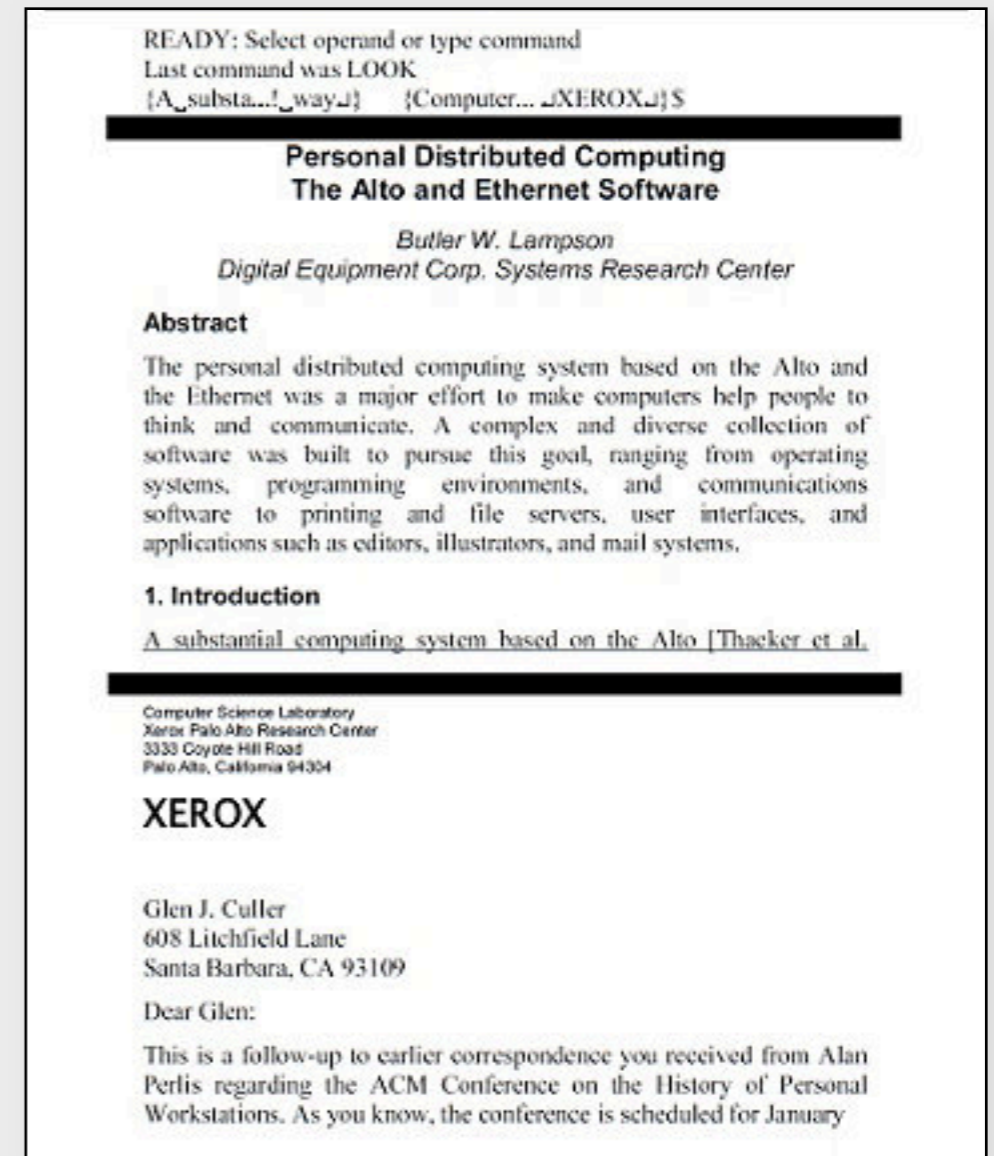 READY: Select operand or type command
Last command was LOOK
{A␣substa...!␣way⏎} {Computer... ⏎XEROX⏎}$
Personal Distributed Computing
The Alto and Ethernet Software
Butler W. Lampson
Digital Equipment Corp. Systems Research Center
Abstract
The personal distributed computing system based on the Alto and
the Ethernet was a major effort to make computers help people to
think and communicate. A complex and diverse collection of
software was built to pursue this goal, ranging from operating
systems, programming environments, and communications
software to printing and file servers, user interfaces, and
applications such as editors, illustrators, and mail systems.
1. Introduction
A substantial computing system based on the Alto [Thacker et al.
Computer Science Laboratory
Xerox Palo Alto Research Center
3333 Coyote Hill Road
Palo Alto, California 94304
XEROX
Glen J. Culler
608 Litchfield Lane
Santa Barbara, CA 93109
Dear Glen:
This is a follow-up to earlier correspondence you received from Alan
Perlis regarding the ACM Conference on the History of Personal
Workstations. As you know, the conference is scheduled for January